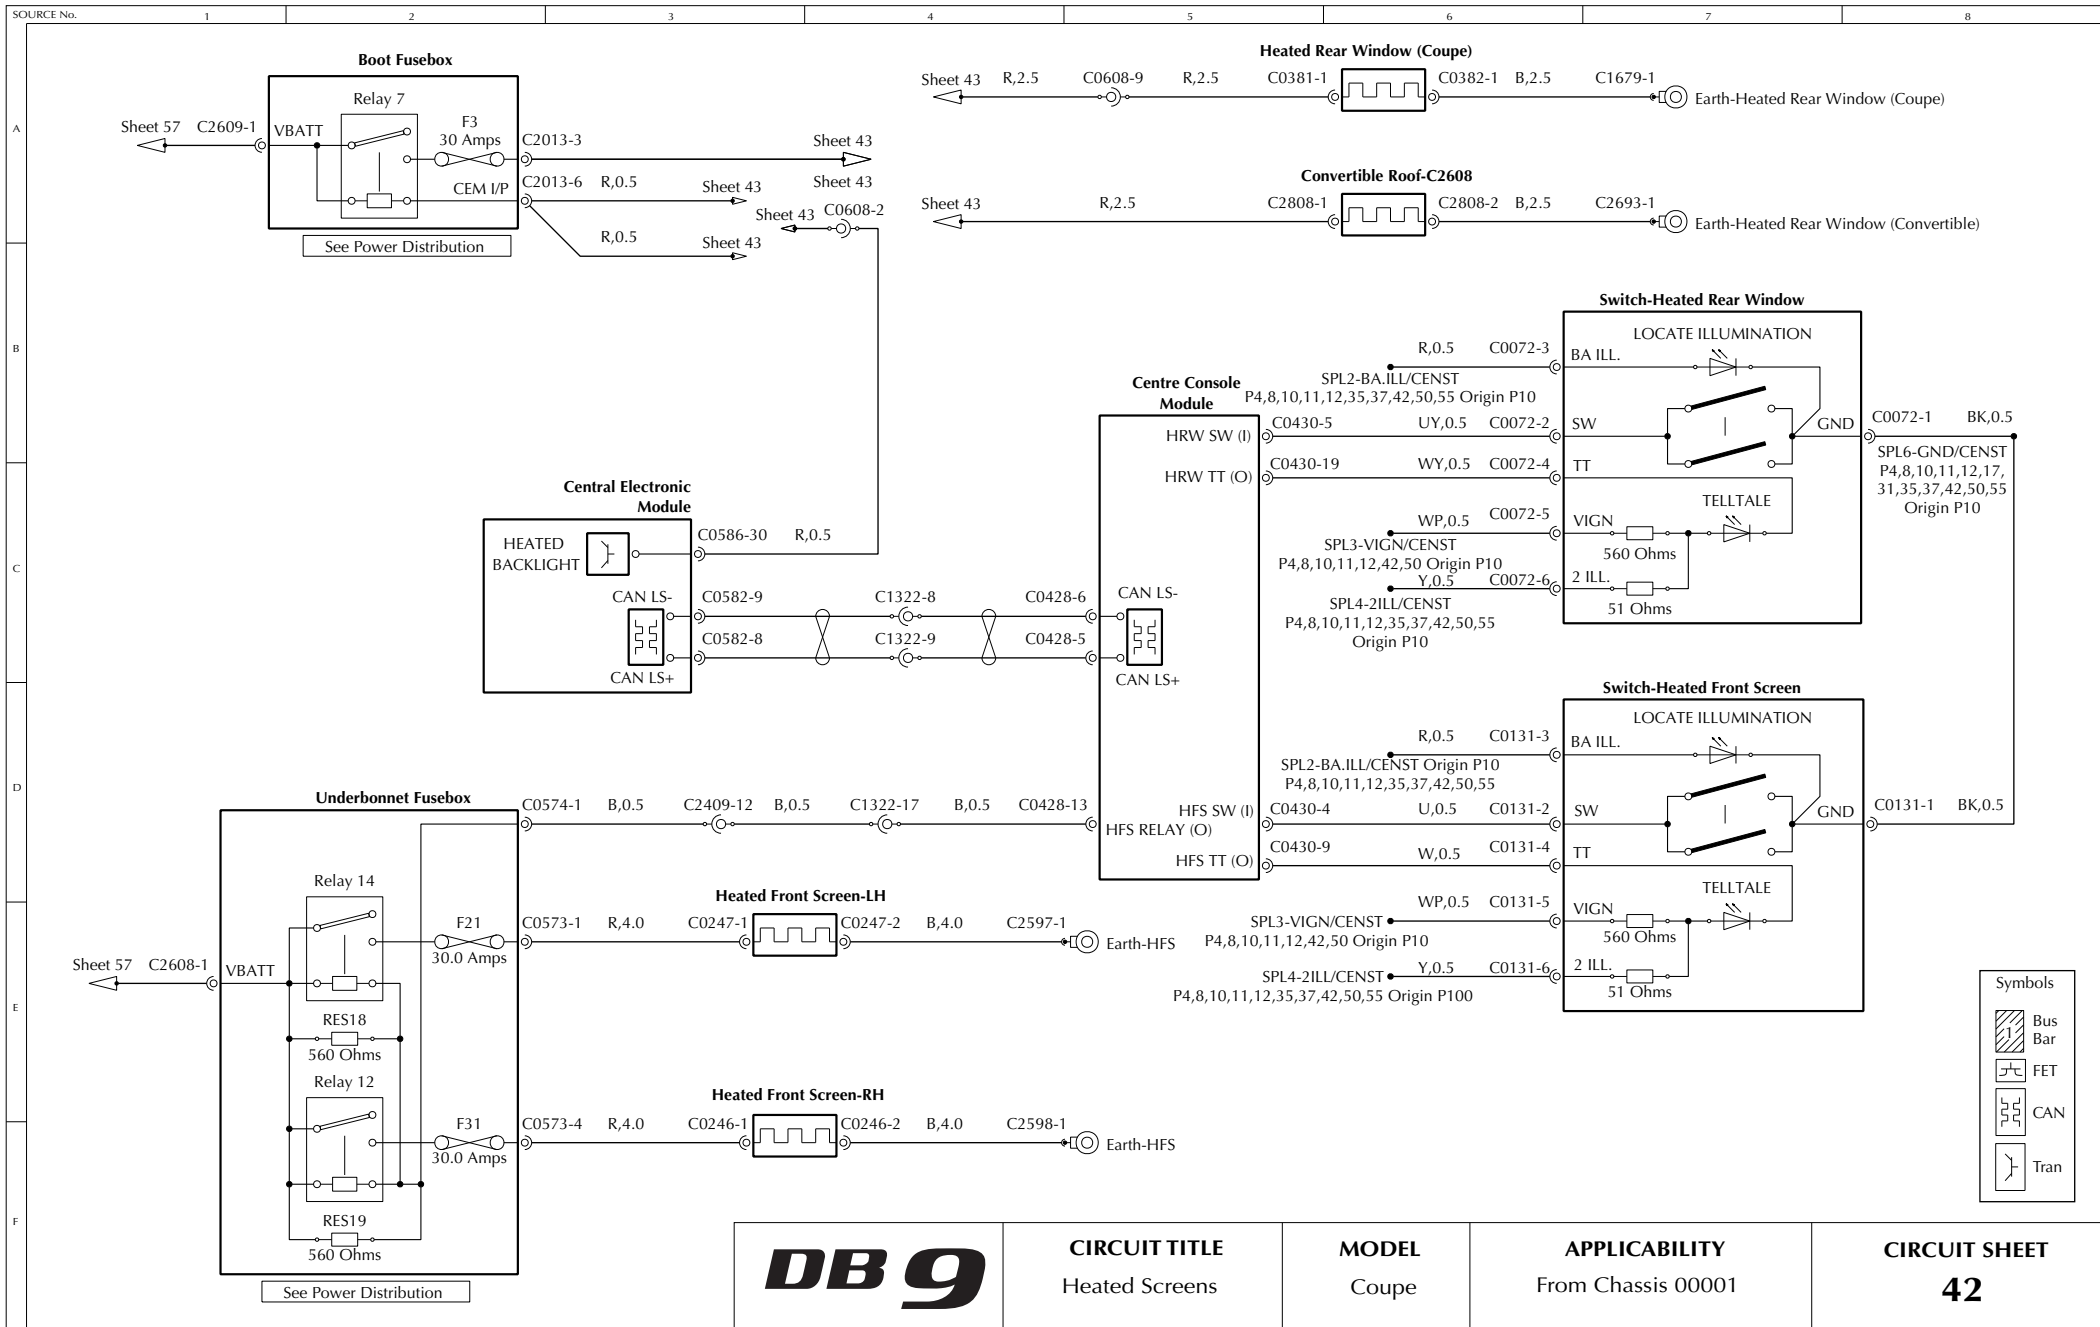 SOURCE No.
1 2 3 4 5 6 7 8
A
B
C
D
E
F
Boot Fusebox
Relay 7
F3
30 Amps
Sheet 57 C2609-1 VBATT
C2013-3
Sheet 43
CEM I/P C2013-6 R,0.5 Sheet 43
Sheet 43
Sheet 43 C0608-2
R,0.5 Sheet 43
See Power Distribution
Heated Rear Window (Coupe)
Sheet 43 R,2.5 C0608-9 R,2.5 C0381-1 C0382-1 B,2.5 C1679-1
Earth-Heated Rear Window (Coupe)
Convertible Roof-C2608
Sheet 43 R,2.5 C2808-1 C2808-2 B,2.5 C2693-1
Earth-Heated Rear Window (Convertible)
Switch-Heated Rear Window
LOCATE ILLUMINATION
R,0.5 C0072-3 BA ILL.
SPL2-BA.ILL/CENST
P4,8,10,11,12,35,37,42,50,55 Origin P10
Centre Console
Module
HRW SW (I) C0430-5 UY,0.5 C0072-2 SW
GND C0072-1 BK,0.5
SPL6-GND/CENST
P4,8,10,11,12,17,
31,35,37,42,50,55
Origin P10
HRW TT (O) C0430-19 WY,0.5 C0072-4 TT
TELLTALE
WP,0.5 C0072-5 VIGN
560 Ohms
SPL3-VIGN/CENST
P4,8,10,11,12,42,50 Origin P10
Y,0.5 C0072-6 2 ILL.
51 Ohms
SPL4-2ILL/CENST
P4,8,10,11,12,35,37,42,50,55
Origin P10
Central Electronic
Module
HEATED
BACKLIGHT
C0586-30 R,0.5
CAN LS- C0582-9 C1322-8 C0428-6 CAN LS-
C0582-8 C1322-9 C0428-5
CAN LS+ CAN LS+
Switch-Heated Front Screen
LOCATE ILLUMINATION
R,0.5 C0131-3 BA ILL.
SPL2-BA.ILL/CENST Origin P10
P4,8,10,11,12,35,37,42,50,55
HFS SW (I) C0430-4 U,0.5 C0131-2 SW
GND C0131-1 BK,0.5
HFS RELAY (O)
HFS TT (O) C0430-9 W,0.5 C0131-4 TT
TELLTALE
WP,0.5 C0131-5 VIGN
560 Ohms
SPL3-VIGN/CENST
P4,8,10,11,12,42,50 Origin P10
Y,0.5 C0131-6 2 ILL.
51 Ohms
SPL4-2ILL/CENST
P4,8,10,11,12,35,37,42,50,55 Origin P100
Underbonnet Fusebox
C0574-1 B,0.5 C2409-12 B,0.5 C1322-17 B,0.5 C0428-13
Relay 14
F21
30.0 Amps
Heated Front Screen-LH
C0573-1 R,4.0 C0247-1 C0247-2 B,4.0 C2597-1
Earth-HFS
Sheet 57 C2608-1 VBATT
RES18
560 Ohms
Relay 12
F31
30.0 Amps
Heated Front Screen-RH
C0573-4 R,4.0 C0246-1 C0246-2 B,4.0 C2598-1
Earth-HFS
RES19
560 Ohms
See Power Distribution
Symbols
1 Bus
Bar
FET
CAN
Tran
DB9
CIRCUIT TITLE
Heated Screens
MODEL
Coupe
APPLICABILITY
From Chassis 00001
CIRCUIT SHEET
42